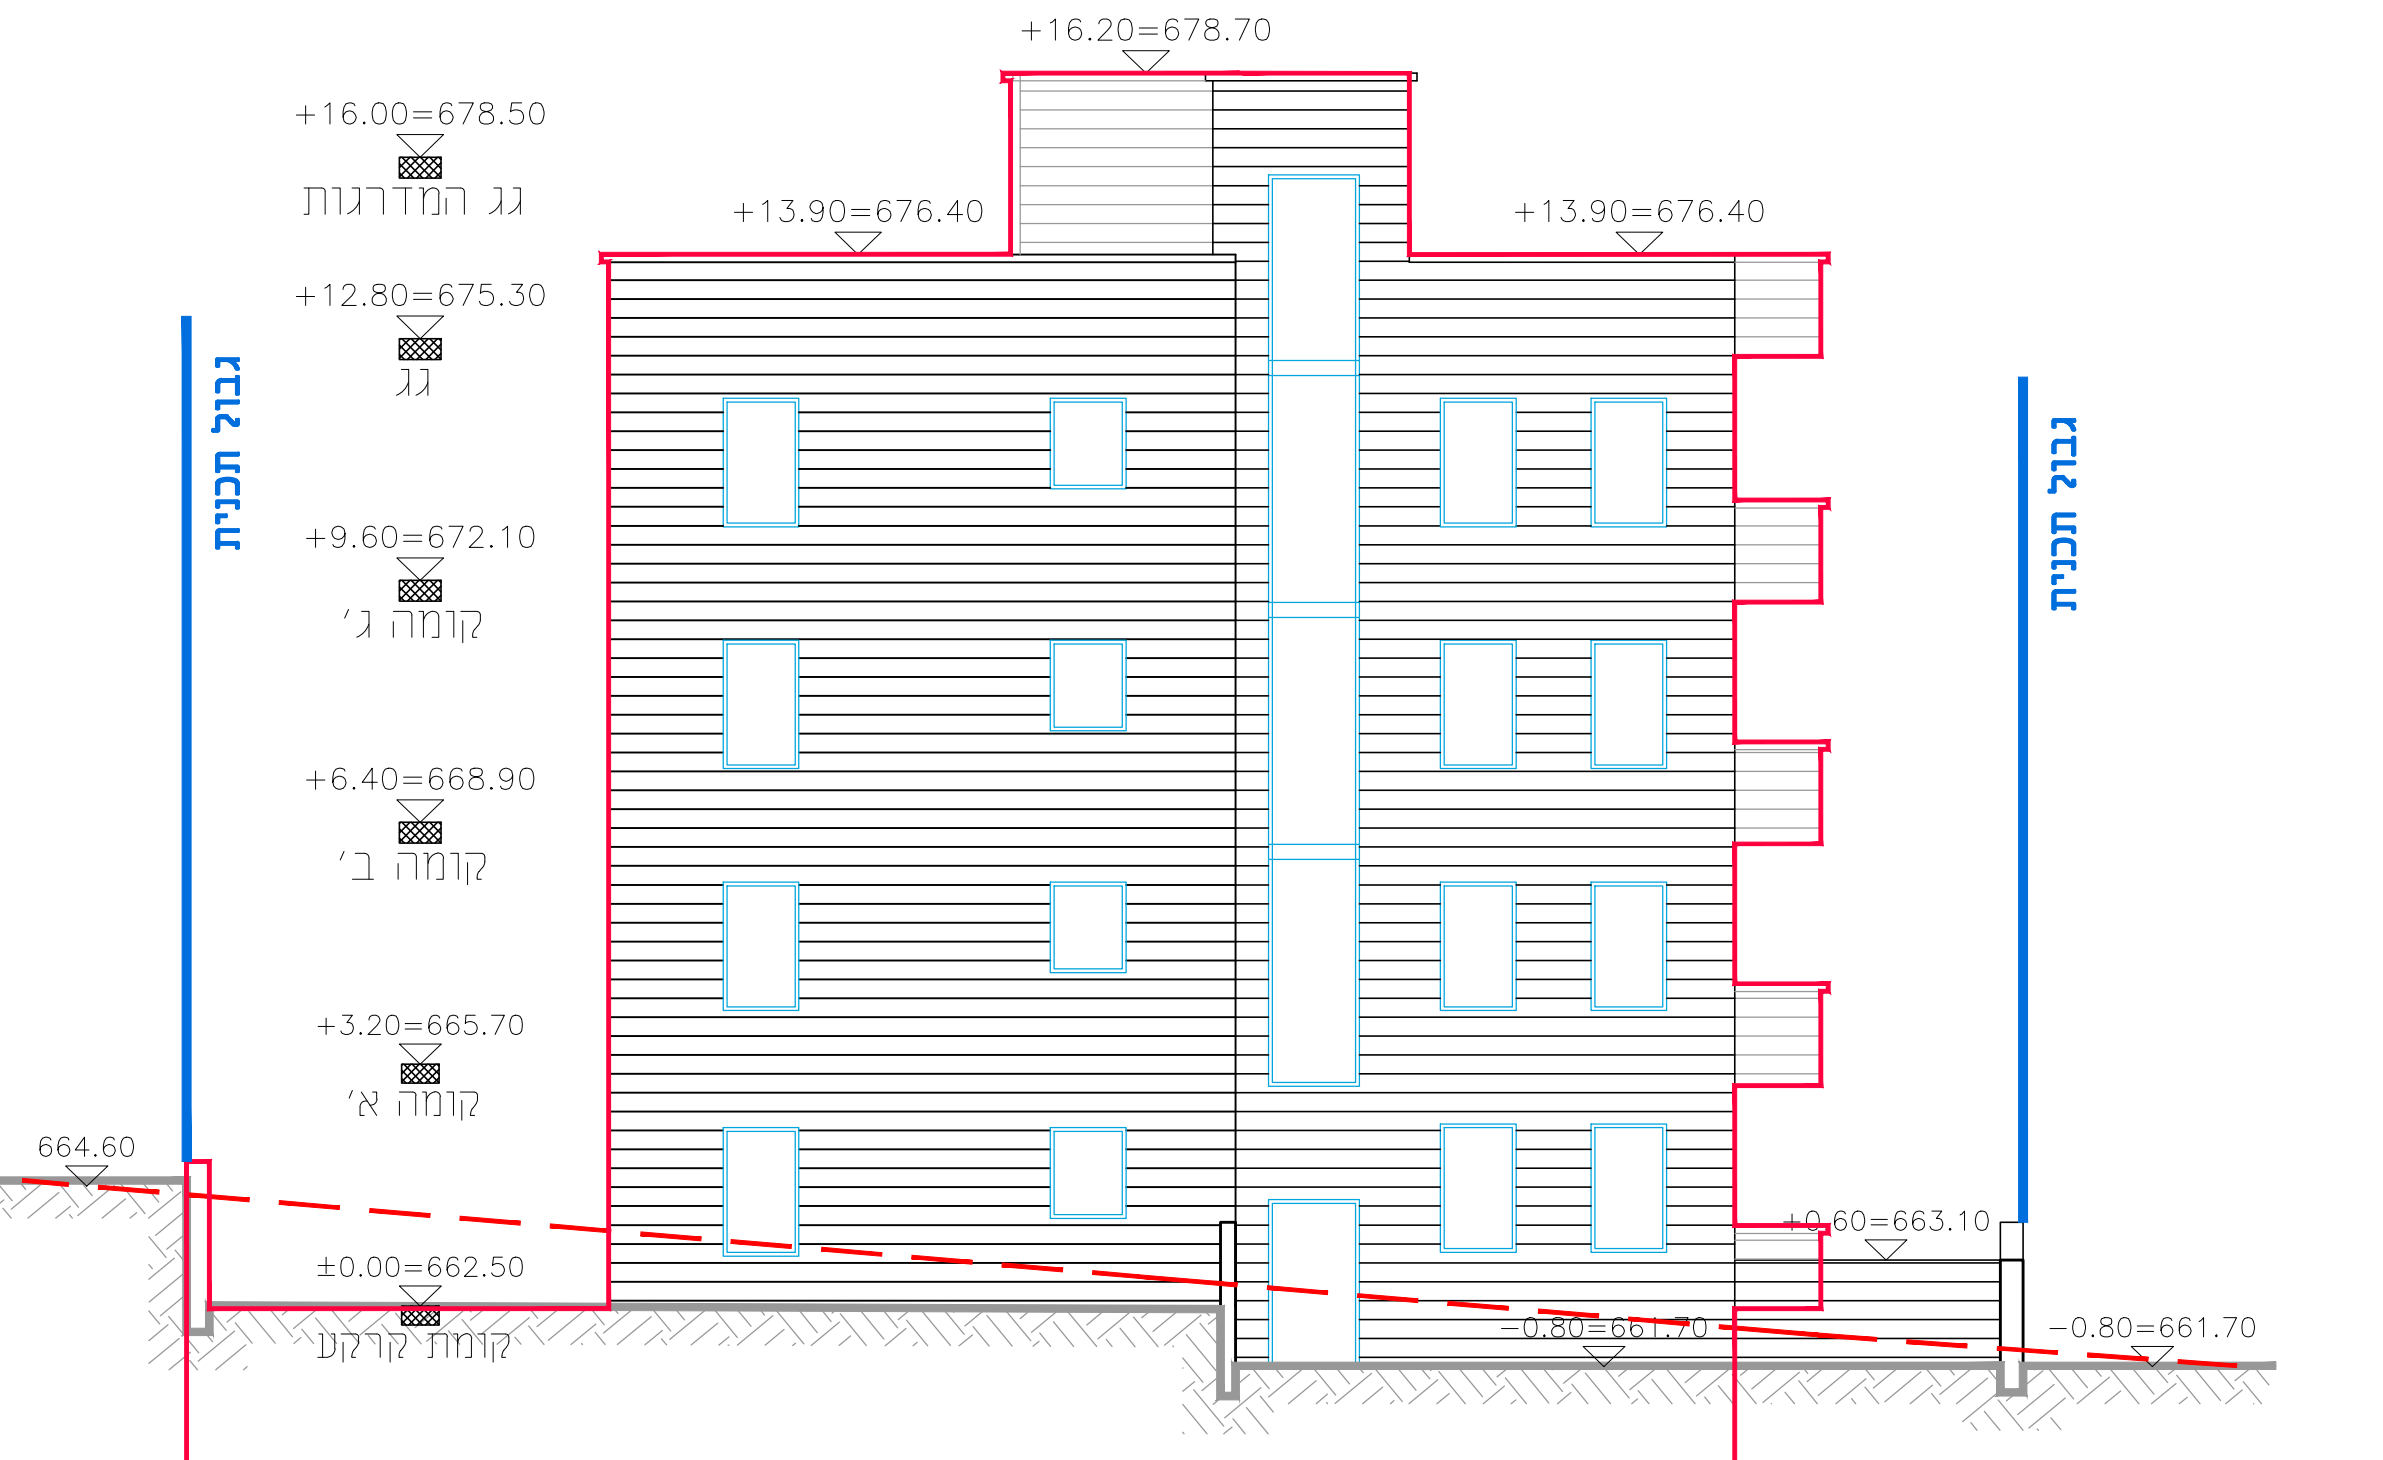 +16.20=678.70
+16.00=678.50
גג המדרגות
+13.90=676.40
+13.90=676.40
+12.80=675.30
גג
גבול תכנית
גבול תכנית
+9.60=672.10
קומה ג'
+6.40=668.90
קומה ב'
+3.20=665.70
קומה א'
664.60
+0.60=663.10
±0.00=662.50
קומת קרקע
−0.80=661.70
−0.80=661.70